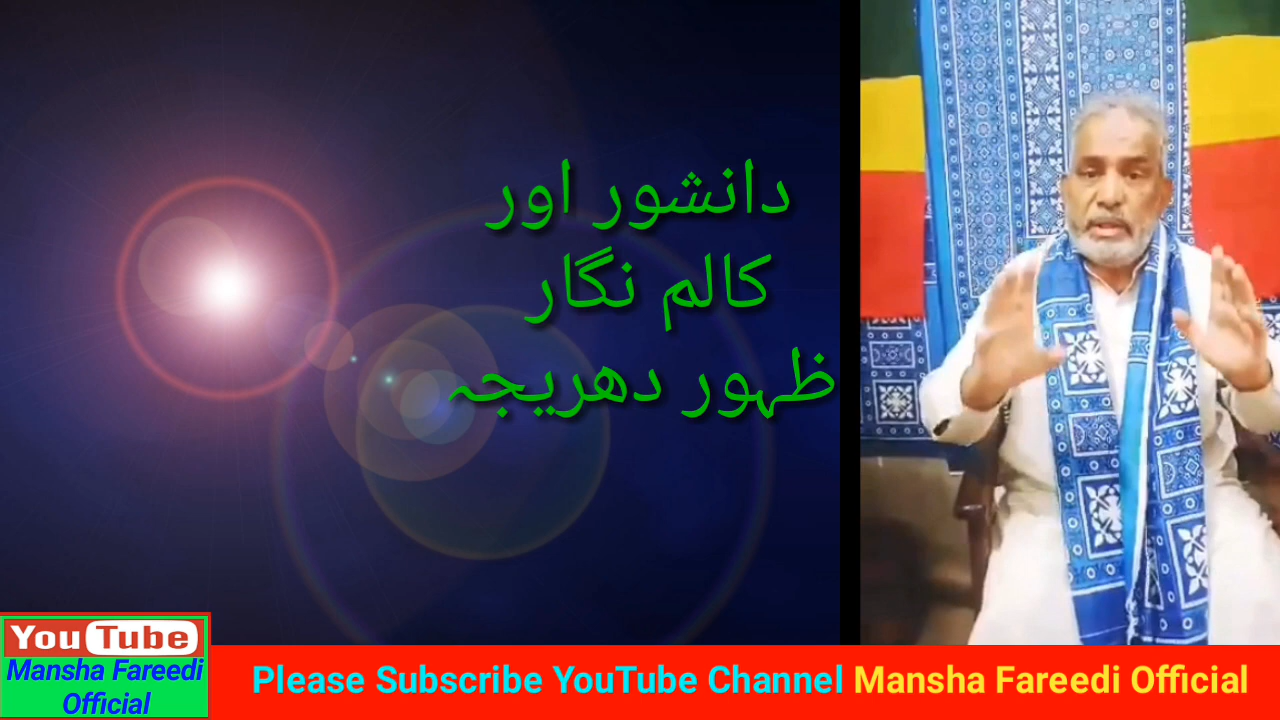 دانشور اور
کالم نگار
ظہور دھریجہ
YouTube
Mansha Fareedi
Official
Please Subscribe YouTube Channel Mansha Fareedi Official